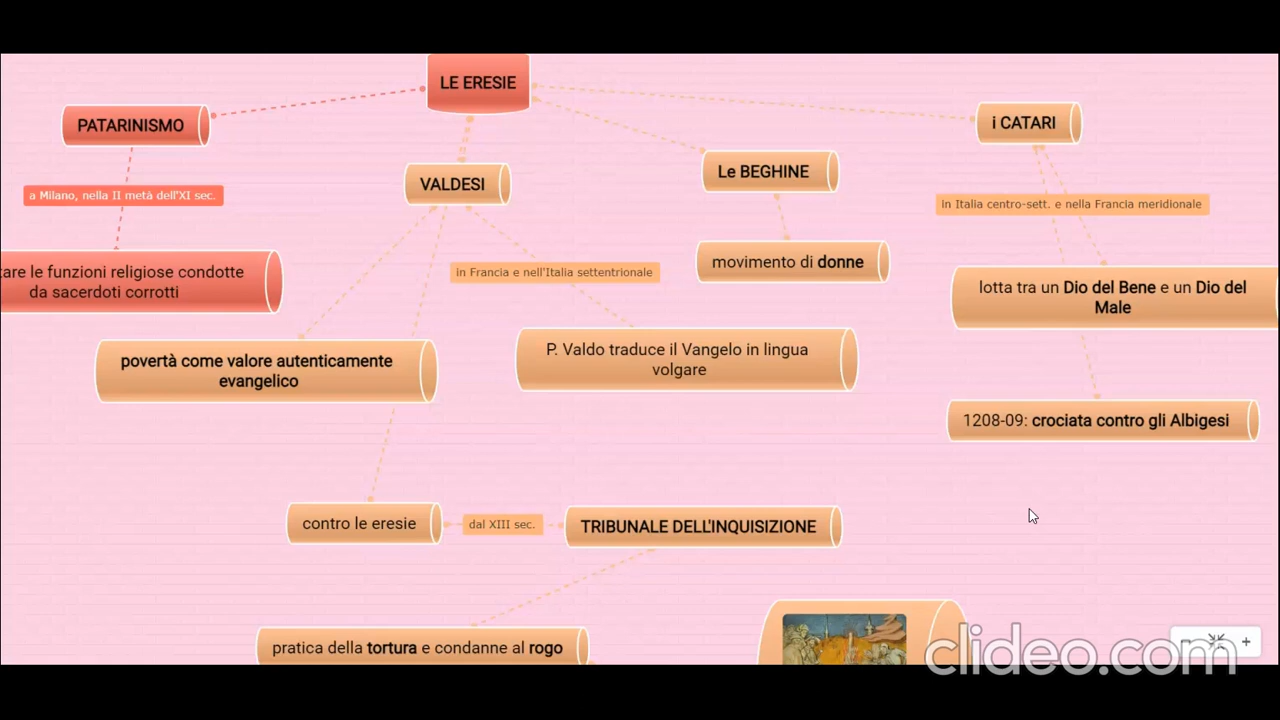 LE ERESIE
PATARINISMO
i CATARI
Le BEGHINE
VALDESI
a Milano, nella II metà dell'XI sec.
in Italia centro-sett. e nella Francia meridionale
movimento di donne
le funzioni religiose condotte
da sacerdoti corrotti
in Francia e nell'Italia settentrionale
lotta tra un Dio del Bene e un Dio del
Male
povertà come valore autenticamente
evangelico
P. Valdo traduce il Vangelo in lingua
volgare
1208-09: crociata contro gli Albigesi
contro le eresie
dal XIII sec.
TRIBUNALE DELL'INQUISIZIONE
pratica della tortura e condanne al rogo
clideo.com